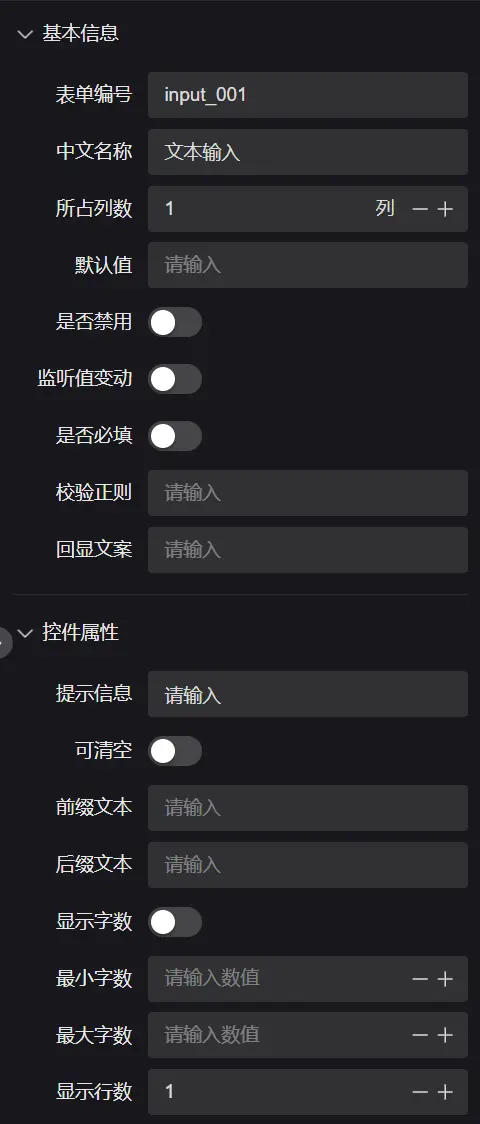 基本信息
表单编号 input_001
中文名称 文本输入
所占列数 1 列
默认值 请输入
是否禁用
监听值变动
是否必填
校验正则 请输入
回显文案 请输入
控件属性
提示信息 请输入
可清空
前缀文本 请输入
后缀文本 请输入
显示字数
最小字数 请输入数值
最大字数 请输入数值
显示行数 1